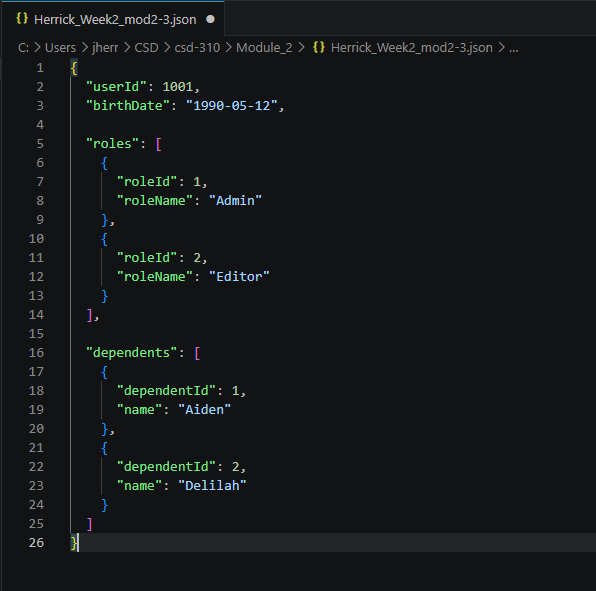 {} Herrick_Week2_mod2-3.json ●
C: > Users > jherr > CSD > csd-310 > Module_2 > {} Herrick_Week2_mod2-3.json > ...
1 {
2   "userId": 1001,
3   "birthDate": "1990-05-12",
4
5   "roles": [
6     {
7       "roleId": 1,
8       "roleName": "Admin"
9     },
10     {
11       "roleId": 2,
12       "roleName": "Editor"
13     }
14   ],
15
16   "dependents": [
17     {
18       "dependentId": 1,
19       "name": "Aiden"
20     },
21     {
22       "dependentId": 2,
23       "name": "Delilah"
24     }
25   ]
26 }